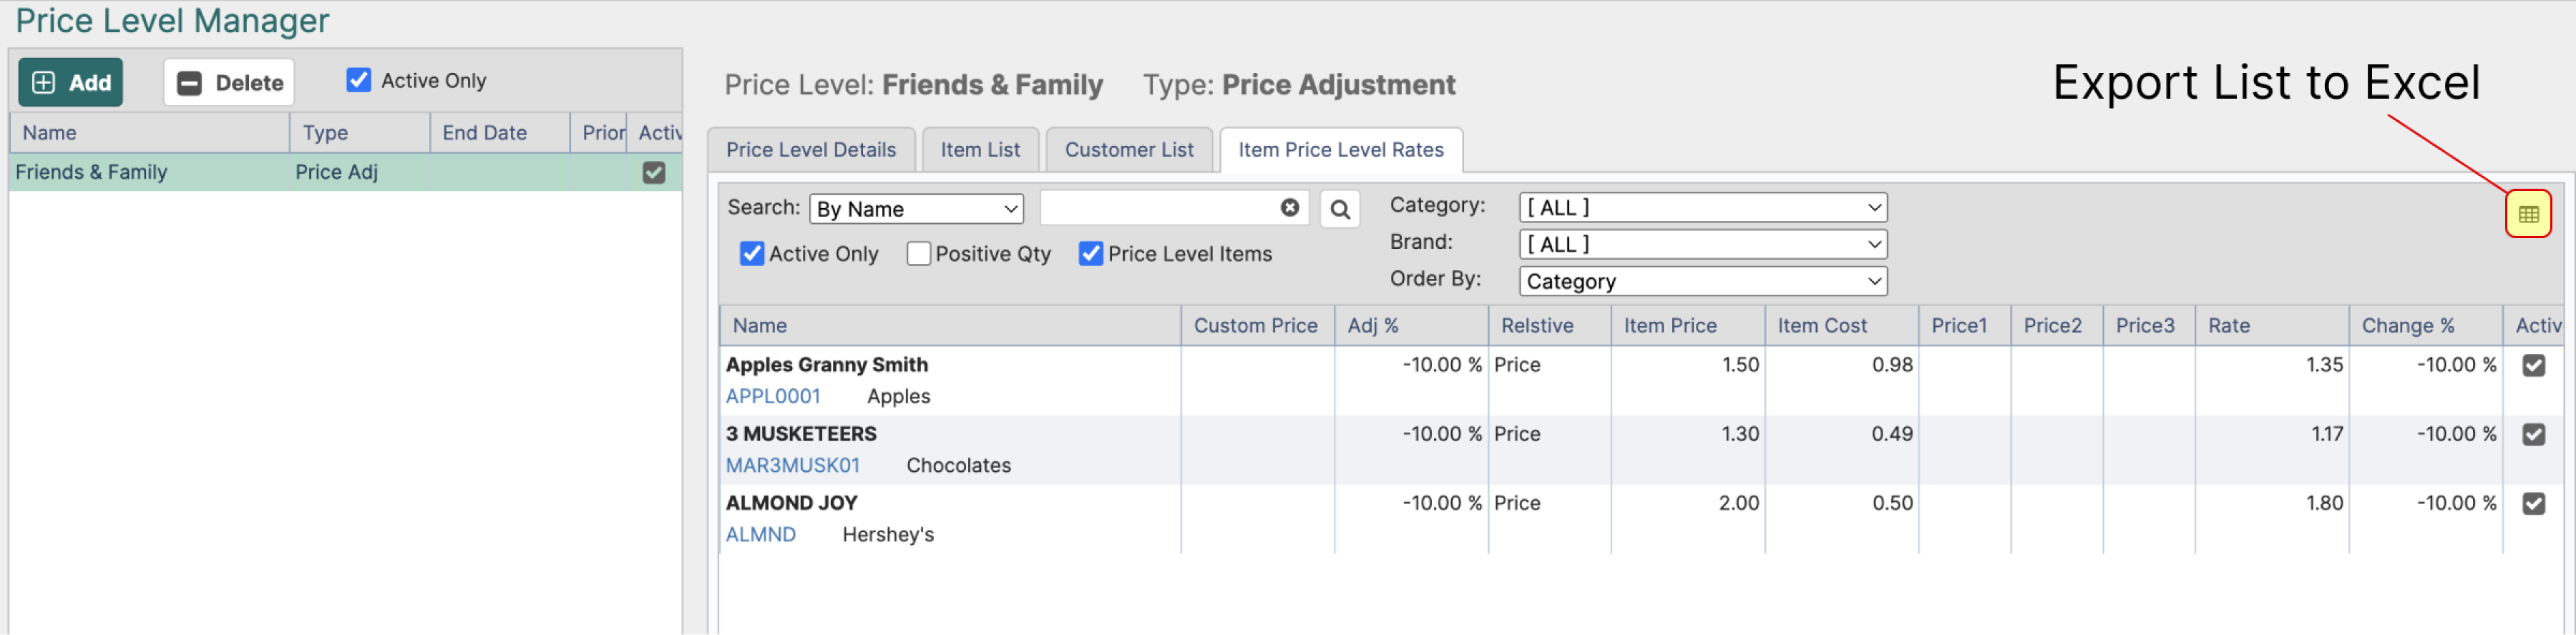 Price Level Manager
Add Delete Active Only
Name Type End Date Prior Activ
Friends & Family Price Adj
Price Level: Friends & Family Type: Price Adjustment
Export List to Excel
Price Level Details Item List Customer List Item Price Level Rates
Search: By Name
Active Only Positive Qty Price Level Items
Category: [ ALL ]
Brand: [ ALL ]
Order By: Category
Name Custom Price Adj % Relstive Item Price Item Cost Price1 Price2 Price3 Rate Change % Activ
Apples Granny Smith -10.00 % Price 1.50 0.98 1.35 -10.00 %
APPL0001 Apples
3 MUSKETEERS -10.00 % Price 1.30 0.49 1.17 -10.00 %
MAR3MUSK01 Chocolates
ALMOND JOY -10.00 % Price 2.00 0.50 1.80 -10.00 %
ALMND Hershey's